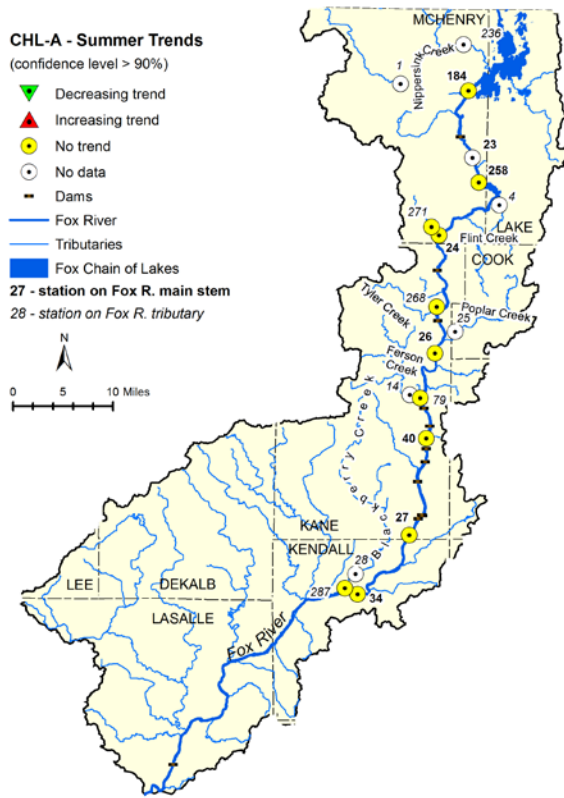 CHL-A - Summer Trends
(confidence level > 90%)
Decreasing trend
Increasing trend
No trend
No data
Dams
Fox River
Tributaries
Fox Chain of Lakes
27 - station on Fox R. main stem
28 - station on Fox R. tributary
N
0 5 10 Miles
MCHENRY
236
1
Nippersink Creek
184
23
258
4
271
LAKE
24
Flint Creek
COOK
268
Tyler Creek
Poplar Creek
25
26
Ferson Creek
14
79
40
Blackberry Creek
27
KANE
KENDALL
28
LEE
DEKALB
287
34
LASALLE
Fox River